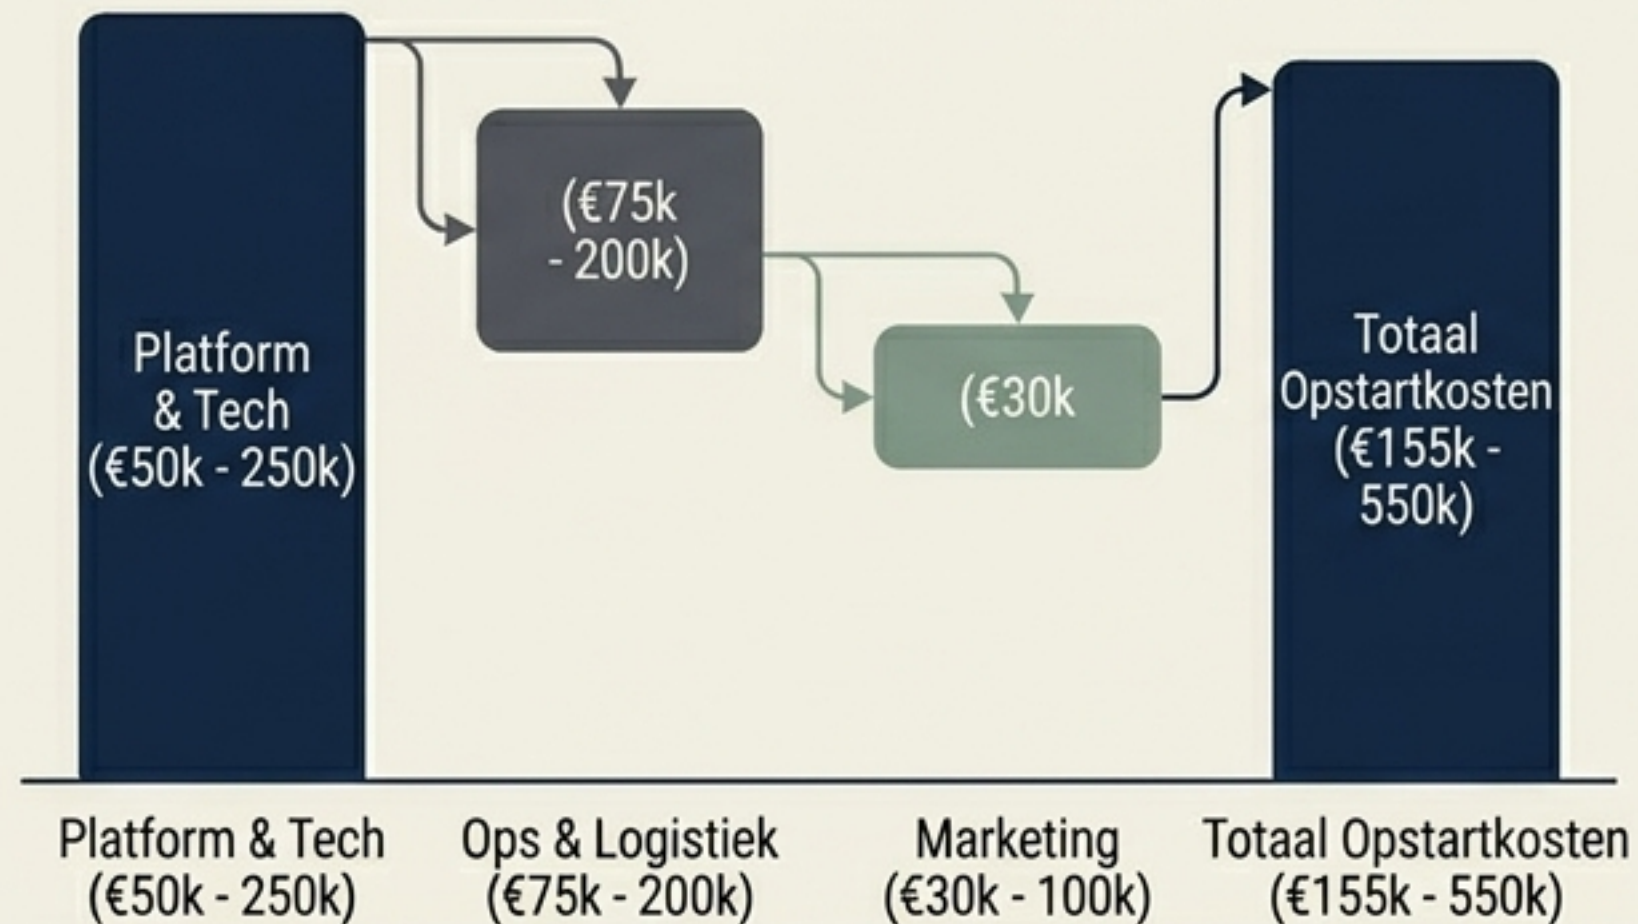 (€75k
- 200k)
Platform
& Tech
(€50k - 250k)
(€30k
Totaal
Opstartkosten
(€155k -
550k)
Platform & Tech
(€50k - 250k)
Ops & Logistiek
(€75k - 200k)
Marketing
(€30k - 100k)
Totaal Opstartkosten
(€155k - 550k)